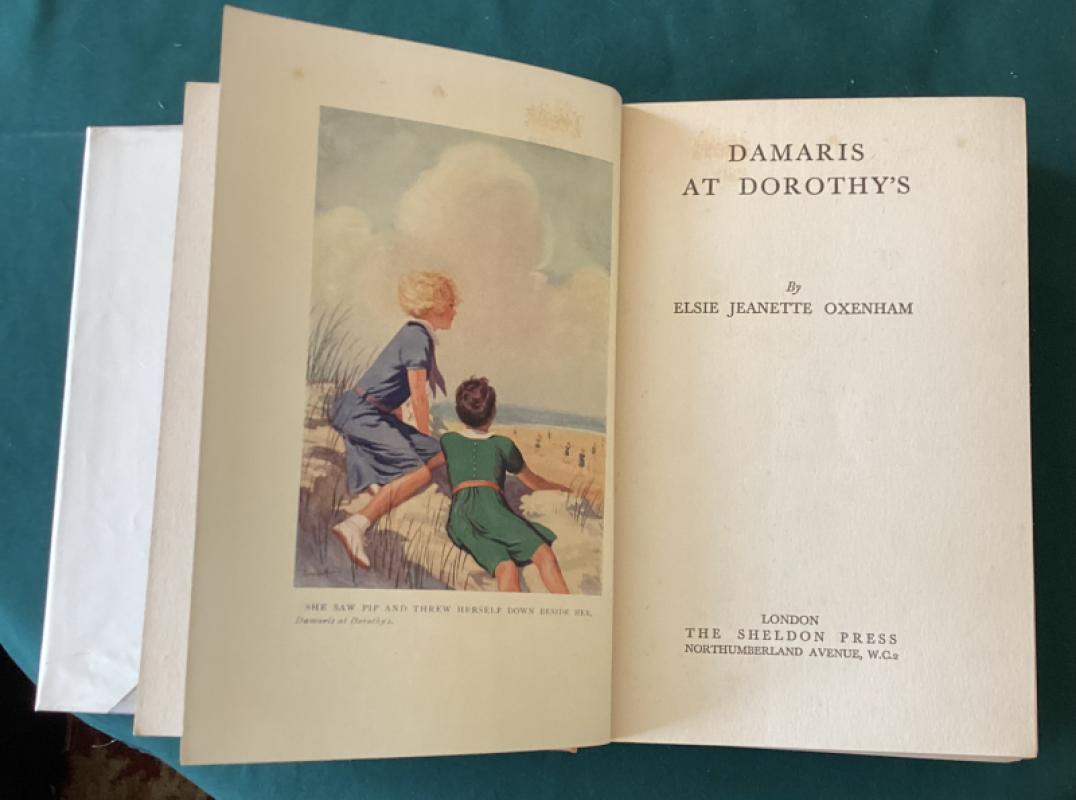 SHE SAW PIP AND THREW HERSELF DOWN BESIDE HER.
Damaris at Dorothy's.
DAMARIS
AT DOROTHY'S
By
ELSIE JEANETTE OXENHAM
LONDON
THE SHELDON PRESS
NORTHUMBERLAND AVENUE, W.C.2